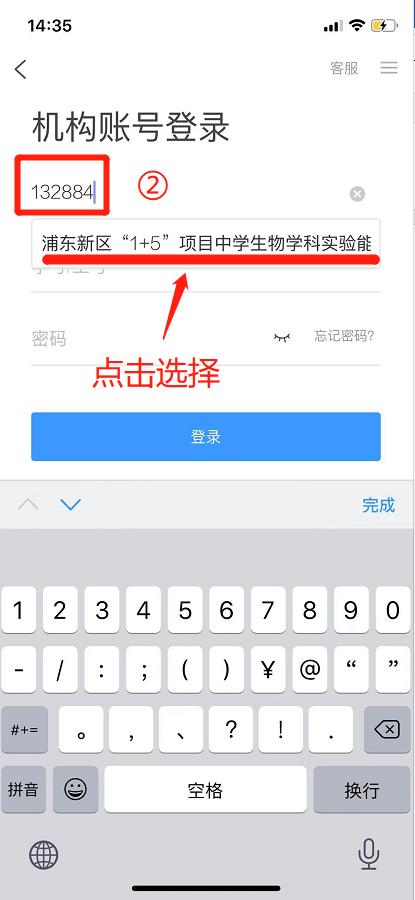 14:35
客服
机构账号登录
132884
②
浦东新区“1+5”项目中学生物学科实验能
密码
忘记密码?
点击选择
登录
完成
1 2 3 4 5 6 7 8 9 0
- / : ; ( ) ¥ @ “ ”
#+= 。 , 、 ? ! .
拼音 空格 换行